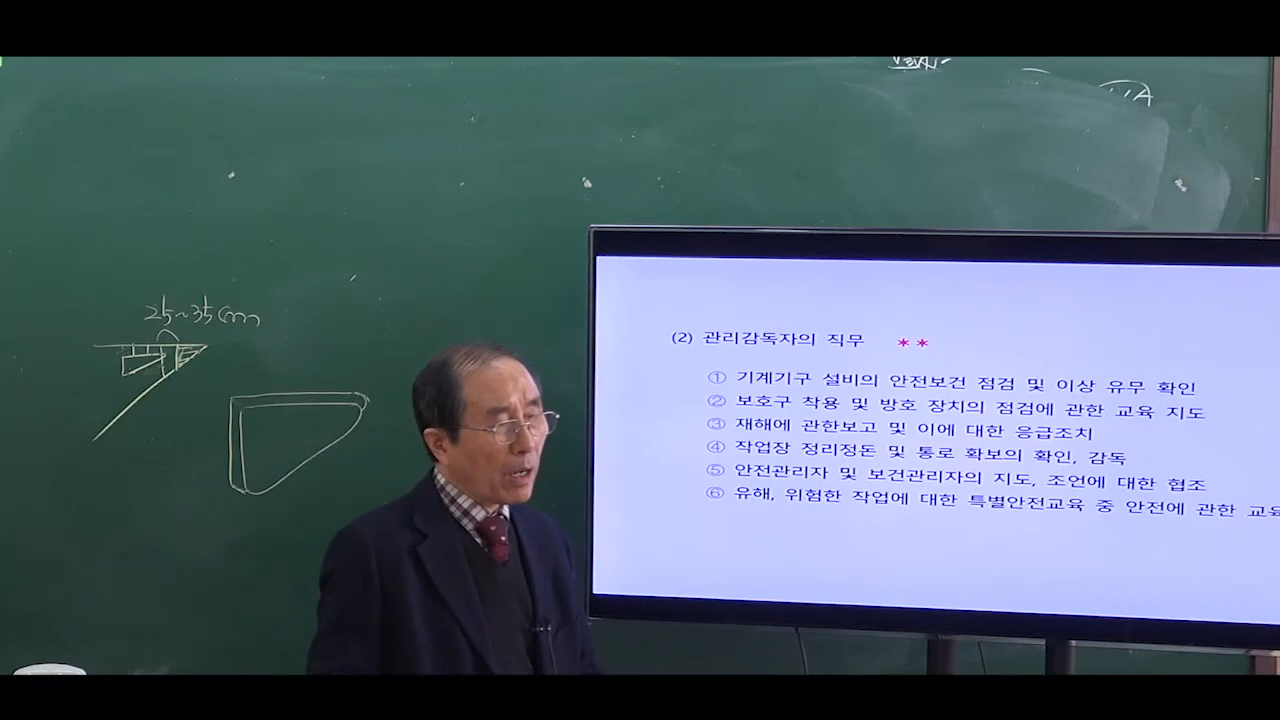 25~35cm
(2) 관리감독자의 직무 **
① 기계기구 설비의 안전보건 점검 및 이상 유무 확인
② 보호구 착용 및 방호 장치의 점검에 관한 교육 지도
③ 재해에 관한보고 및 이에 대한 응급조치
④ 작업장 정리정돈 및 통로 확보의 확인, 감독
⑤ 안전관리자 및 보건관리자의 지도, 조언에 대한 협조
⑥ 유해, 위험한 작업에 대한 특별안전교육 중 안전에 관한 교육